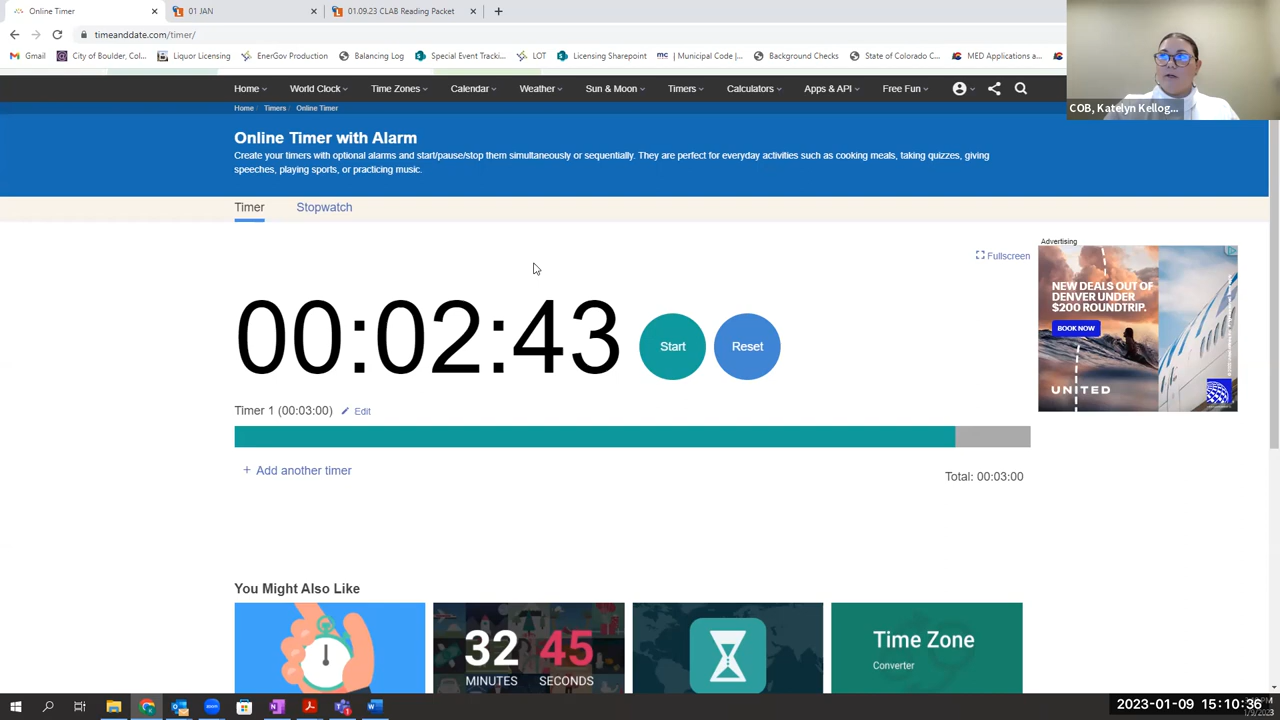 Online Timer
01 JAN
01.09.23 CLAB Reading Packet
timeanddate.com/timer/
Gmail
City of Boulder, Col...
Liquor Licensing
EnerGov Production
Balancing Log
Special Event Tracki...
LOT
Licensing Sharepoint
mc | Municipal Code |...
Background Checks
State of Colorado C...
MED Applications a...
COB, Katelyn Kellog...
Home
World Clock
Time Zones
Calendar
Weather
Sun & Moon
Timers
Calculators
Apps & API
Free Fun
Home / Timers / Online Timer
Online Timer with Alarm
Create your timers with optional alarms and start/pause/stop them simultaneously or sequentially. They are perfect for everyday activities such as cooking meals, taking quizzes, giving
speeches, playing sports, or practicing music.
Timer
Stopwatch
Fullscreen
00:02:43
Start
Reset
Timer 1 (00:03:00)
Edit
+ Add another timer
Total: 00:03:00
Advertising
NEW DEALS OUT OF
DENVER UNDER
$200 ROUNDTRIP.
BOOK NOW
UNITED
You Might Also Like
32
MINUTES
45
SECONDS
Time Zone
Converter
2023-01-09 15:10:36